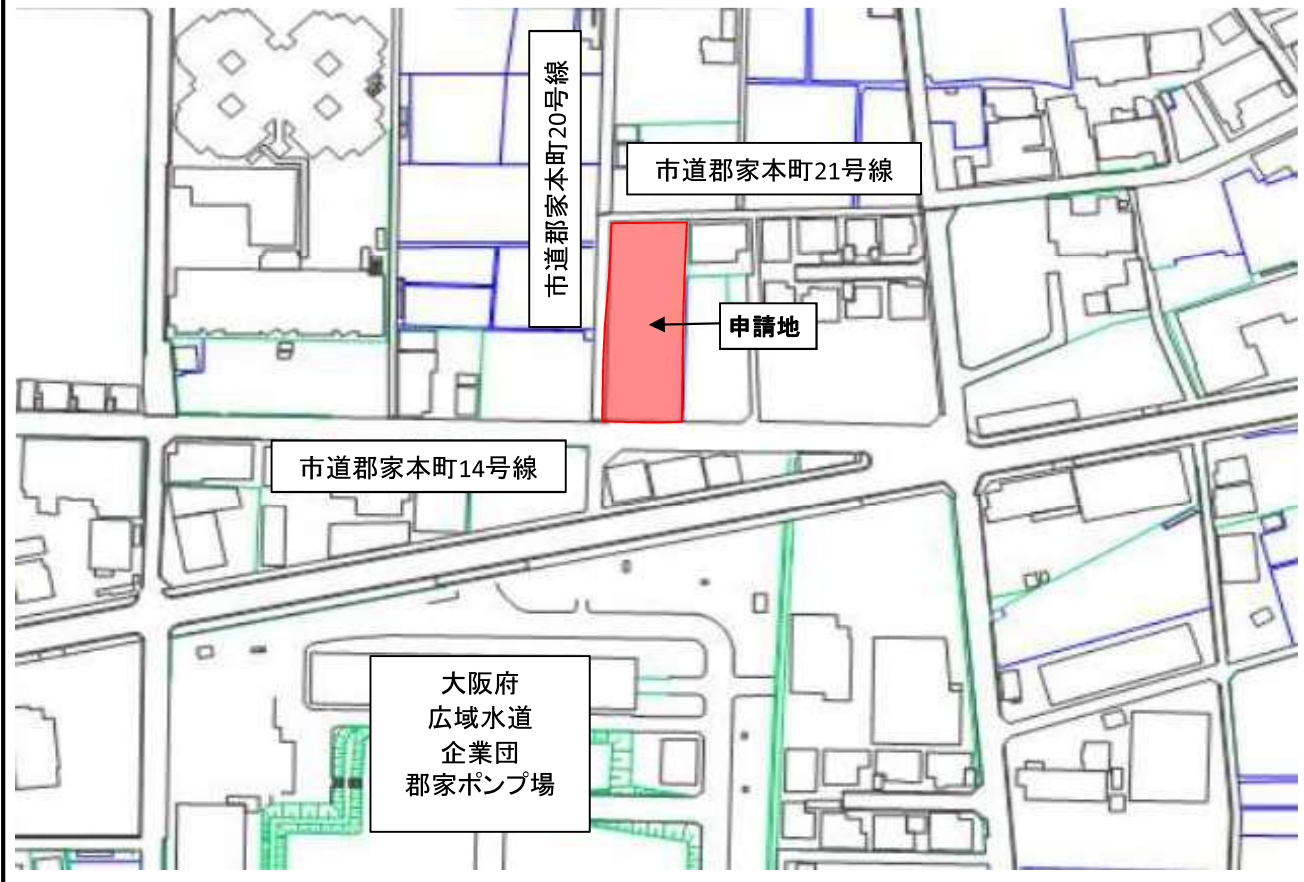 市道郡家本町20号線
市道郡家本町21号線
申請地
市道郡家本町14号線
大阪府
広域水道
企業団
郡家ポンプ場